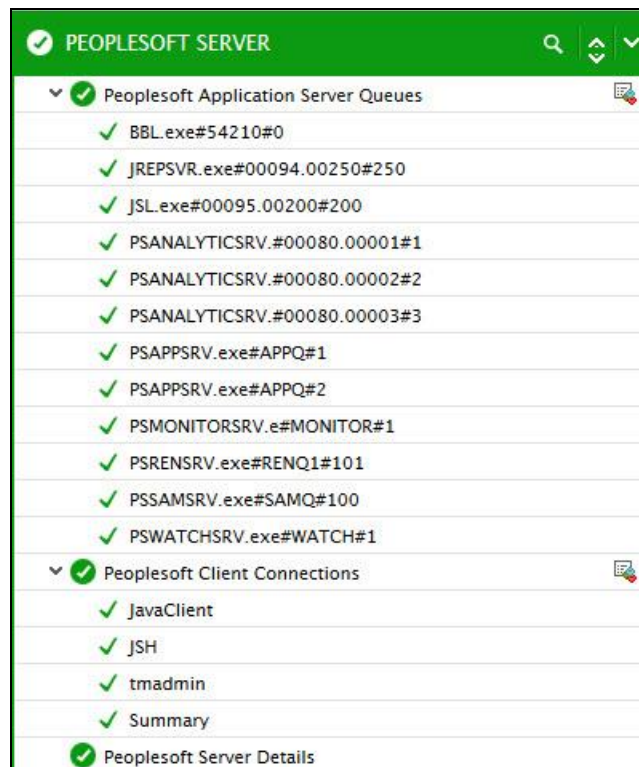 PEOPLESOFT SERVER
Peoplesoft Application Server Queues
BBL.exe#54210#0
JREPSVR.exe#00094.00250#250
JSL.exe#00095.00200#200
PSANALYTICSRV.#00080.00001#1
PSANALYTICSRV.#00080.00002#2
PSANALYTICSRV.#00080.00003#3
PSAPPSRV.exe#APPQ#1
PSAPPSRV.exe#APPQ#2
PSMONITORSRV.e#MONITOR#1
PSRENSRV.exe#RENQ1#101
PSSAMSRV.exe#SAMQ#100
PSWATCHSRV.exe#WATCH#1
Peoplesoft Client Connections
JavaClient
JSH
tmadmin
Summary
Peoplesoft Server Details